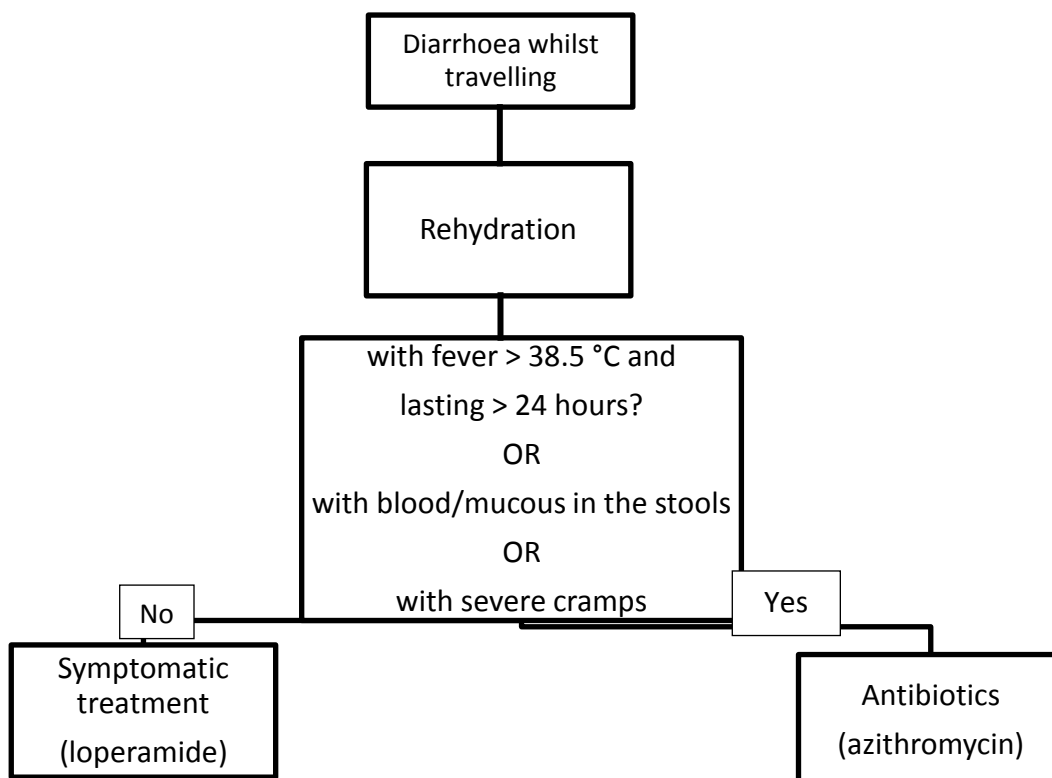 Diarrhoea whilst
travelling
Rehydration
with fever > 38.5 °C and
lasting > 24 hours?
OR
with blood/mucous in the stools
OR
with severe cramps
No
Yes
Symptomatic
treatment
(loperamide)
Antibiotics
(azithromycin)